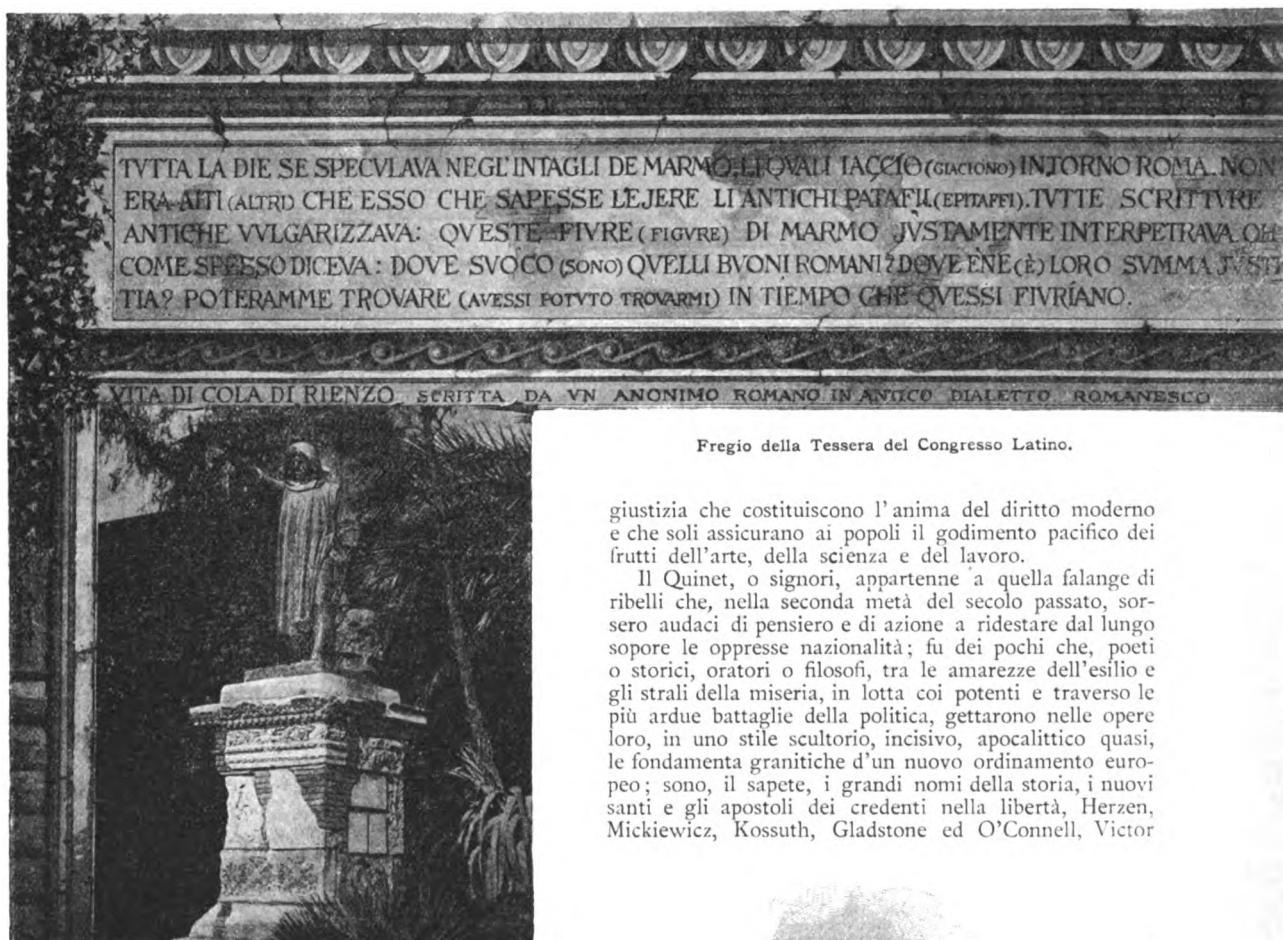 TVTTA LA DIE SE SPECVLAVA NEGL'INTAGLI DE MARMO: LI QVALI IACCIO (GIACIONO) INTORNO ROMA. NON
ERA AITI (ALTRI) CHE ESSO CHE SAPESSE LEJERE LI ANTICHI PATAFII (EPITAFFI). TVTTE SCRITTVRE
ANTICHE VVLGARIZZAVA: QVESTE FIVRE (FIGVRE) DI MARMO JVSTAMENTE INTERPETRAVA. OH
COME SPESSO DICEVA: DOVE SVOCO (SONO) QVELLI BVONI ROMANI? DOVE ÈNE (È) LORO SVMMA JVSTI
TIA? POTERAMME TROVARE (AVESSI POTVTO TROVARMI) IN TIEMPO CHE QVESSI FIVRÍANO.
VITA DI COLA DI RIENZO SCRITTA DA VN ANONIMO ROMANO IN ANTICO DIALETTO ROMANESCO
Fregio della Tessera del Congresso Latino.
giustizia che costituiscono l'anima del diritto moderno
e che soli assicurano ai popoli il godimento pacifico dei
frutti dell'arte, della scienza e del lavoro.
Il Quinet, o signori, appartenne a quella falange di
ribelli che, nella seconda metà del secolo passato, sor-
sero audaci di pensiero e di azione a ridestare dal lungo
sopore le oppresse nazionalità; fu dei pochi che, poeti
o storici, oratori o filosofi, tra le amarezze dell'esilio e
gli strali della miseria, in lotta coi potenti e traverso le
più ardue battaglie della politica, gettarono nelle opere
loro, in uno stile scultorio, incisivo, apocalittico quasi,
le fondamenta granitiche d'un nuovo ordinamento euro-
peo; sono, il sapete, i grandi nomi della storia, i nuovi
santi e gli apostoli dei credenti nella libertà, Herzen,
Mickiewicz, Kossuth, Gladstone ed O'Connell, Victor